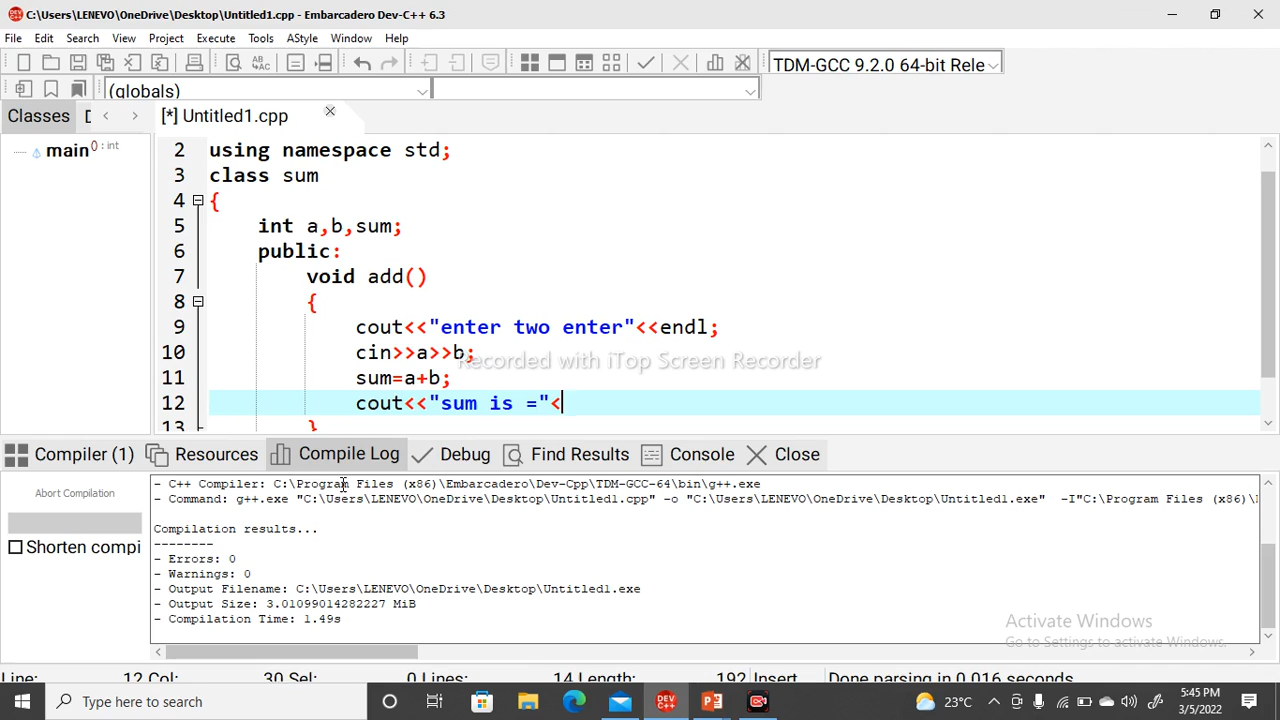 C:\Users\LENEVO\OneDrive\Desktop\Untitled1.cpp - Embarcadero Dev-C++ 6.3
File Edit Search View Project Execute Tools AStyle Window Help
TDM-GCC 9.2.0 64-bit Rele
(globals)
Classes
[*] Untitled1.cpp
main() : int
2 using namespace std;
3 class sum
4 {
5 int a,b,sum;
6 public:
7 void add()
8 {
9 cout<<"enter two enter"<<endl;
10 cin>>a>>b;
Recorded with iTop Screen Recorder
11 sum=a+b;
12 cout<<"sum is ="<
13 }
Compiler (1) Resources Compile Log Debug Find Results Console Close
Abort Compilation
Shorten compi
- C++ Compiler: C:\Program Files (x86)\Embarcadero\Dev-Cpp\TDM-GCC-64\bin\g++.exe
- Command: g++.exe "C:\Users\LENEVO\OneDrive\Desktop\Untitled1.cpp" -o "C:\Users\LENEVO\OneDrive\Desktop\Untitled1.exe" -I"C:\Program Files (x86)\
Compilation results...
--------
- Errors: 0
- Warnings: 0
- Output Filename: C:\Users\LENEVO\OneDrive\Desktop\Untitled1.exe
- Output Size: 3.01099014282227 MiB
- Compilation Time: 1.49s
Activate Windows
Go to Settings to activate Windows.
Line: 12 Col: 30 Sel: 0 Lines: 14 Length: 192 Insert Done parsing in 0.016 seconds
Type here to search
DEV C++
23°C
5:45 PM
3/5/2022